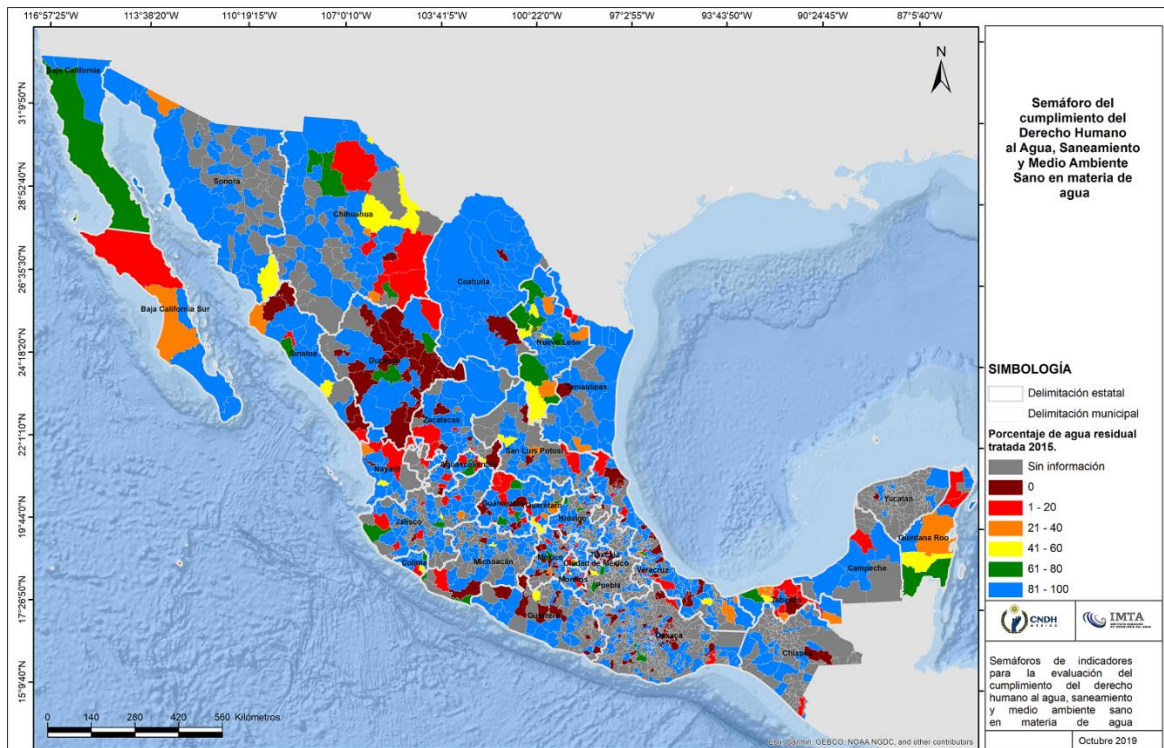 116°57'25"W 113°38'20"W 110°19'15"W 107°0'10"W 103°41'5"W 100°22'0"W 97°2'55"W 93°43'50"W 90°24'45"W 87°5'40"W
31°9'50"N
28°52'40"N
26°35'30"N
24°18'20"N
22°1'10"N
19°44'0"N
17°26'50"N
15°9'40"N
N
Baja California
Sonora
Chihuahua
Coahuila
Baja California Sur
Sinaloa
Durango
Nuevo León
Tamaulipas
Zacatecas
San Luis Potosí
Nayarit
Aguascalientes
Guanajuato
Querétaro
Hidalgo
Jalisco
Yucatán
Quintana Roo
Campeche
Colima
Michoacán
México
Tlaxcala
Ciudad de México
Morelos
Puebla
Veracruz
Tabasco
Guerrero
Oaxaca
Chiapas
0 140 280 420 560 Kilómetros
Esri, Garmin, GEBCO, NOAA NGDC, and other contributors
Semáforo del
cumplimiento del
Derecho Humano
al Agua, Saneamiento
y Medio Ambiente
Sano en materia de
agua
SIMBOLOGÍA
Delimitación estatal
Delimitación municipal
Porcentaje de agua residual
tratada 2015.
Sin información
0
1 - 20
21 - 40
41 - 60
61 - 80
81 - 100
CNDH
MÉXICO
IMTA
Semáforos de indicadores
para la evaluación del
cumplimiento del derecho
humano al agua, saneamiento
y medio ambiente sano
en materia de agua
Octubre 2019